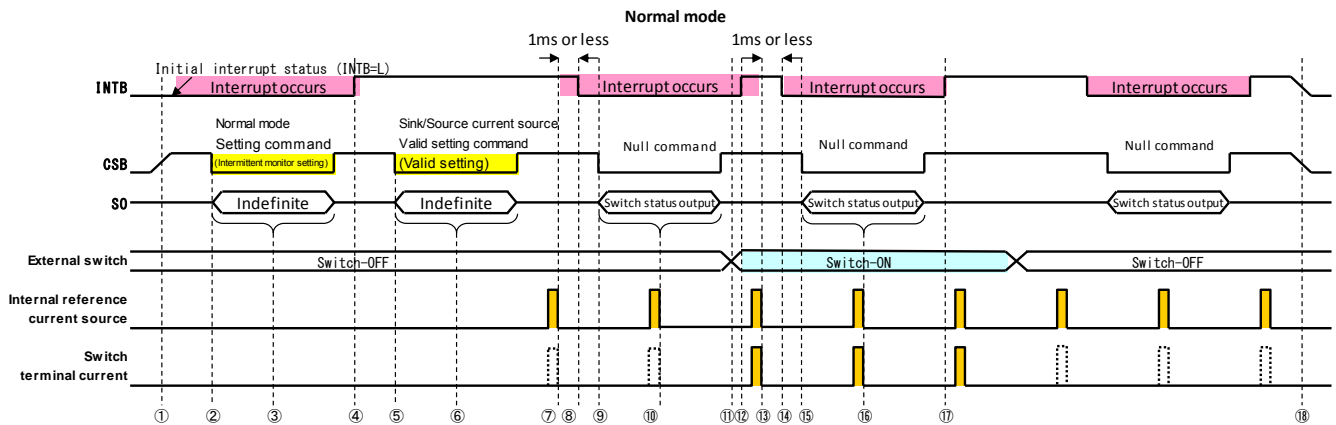 Normal mode
1ms or less
1ms or less
Initial interrupt status (INTB=L)
INTB
Interrupt occurs
Interrupt occurs
Interrupt occurs
Interrupt occurs
Normal mode
Setting command
(Intermittent monitor setting)
Sink/Source current source
Valid setting command
(Valid setting)
Null command
Null command
Null command
CSB
SO
Indefinite
Indefinite
Switch status output
Switch status output
Switch status output
External switch
Switch-OFF
Switch-ON
Switch-OFF
Internal reference
current source
Switch
terminal current
① ② ③ ④ ⑤ ⑥ ⑦ ⑧ ⑨ ⑩ ⑪ ⑫ ⑬ ⑭ ⑮ ⑯ ⑰ ⑱